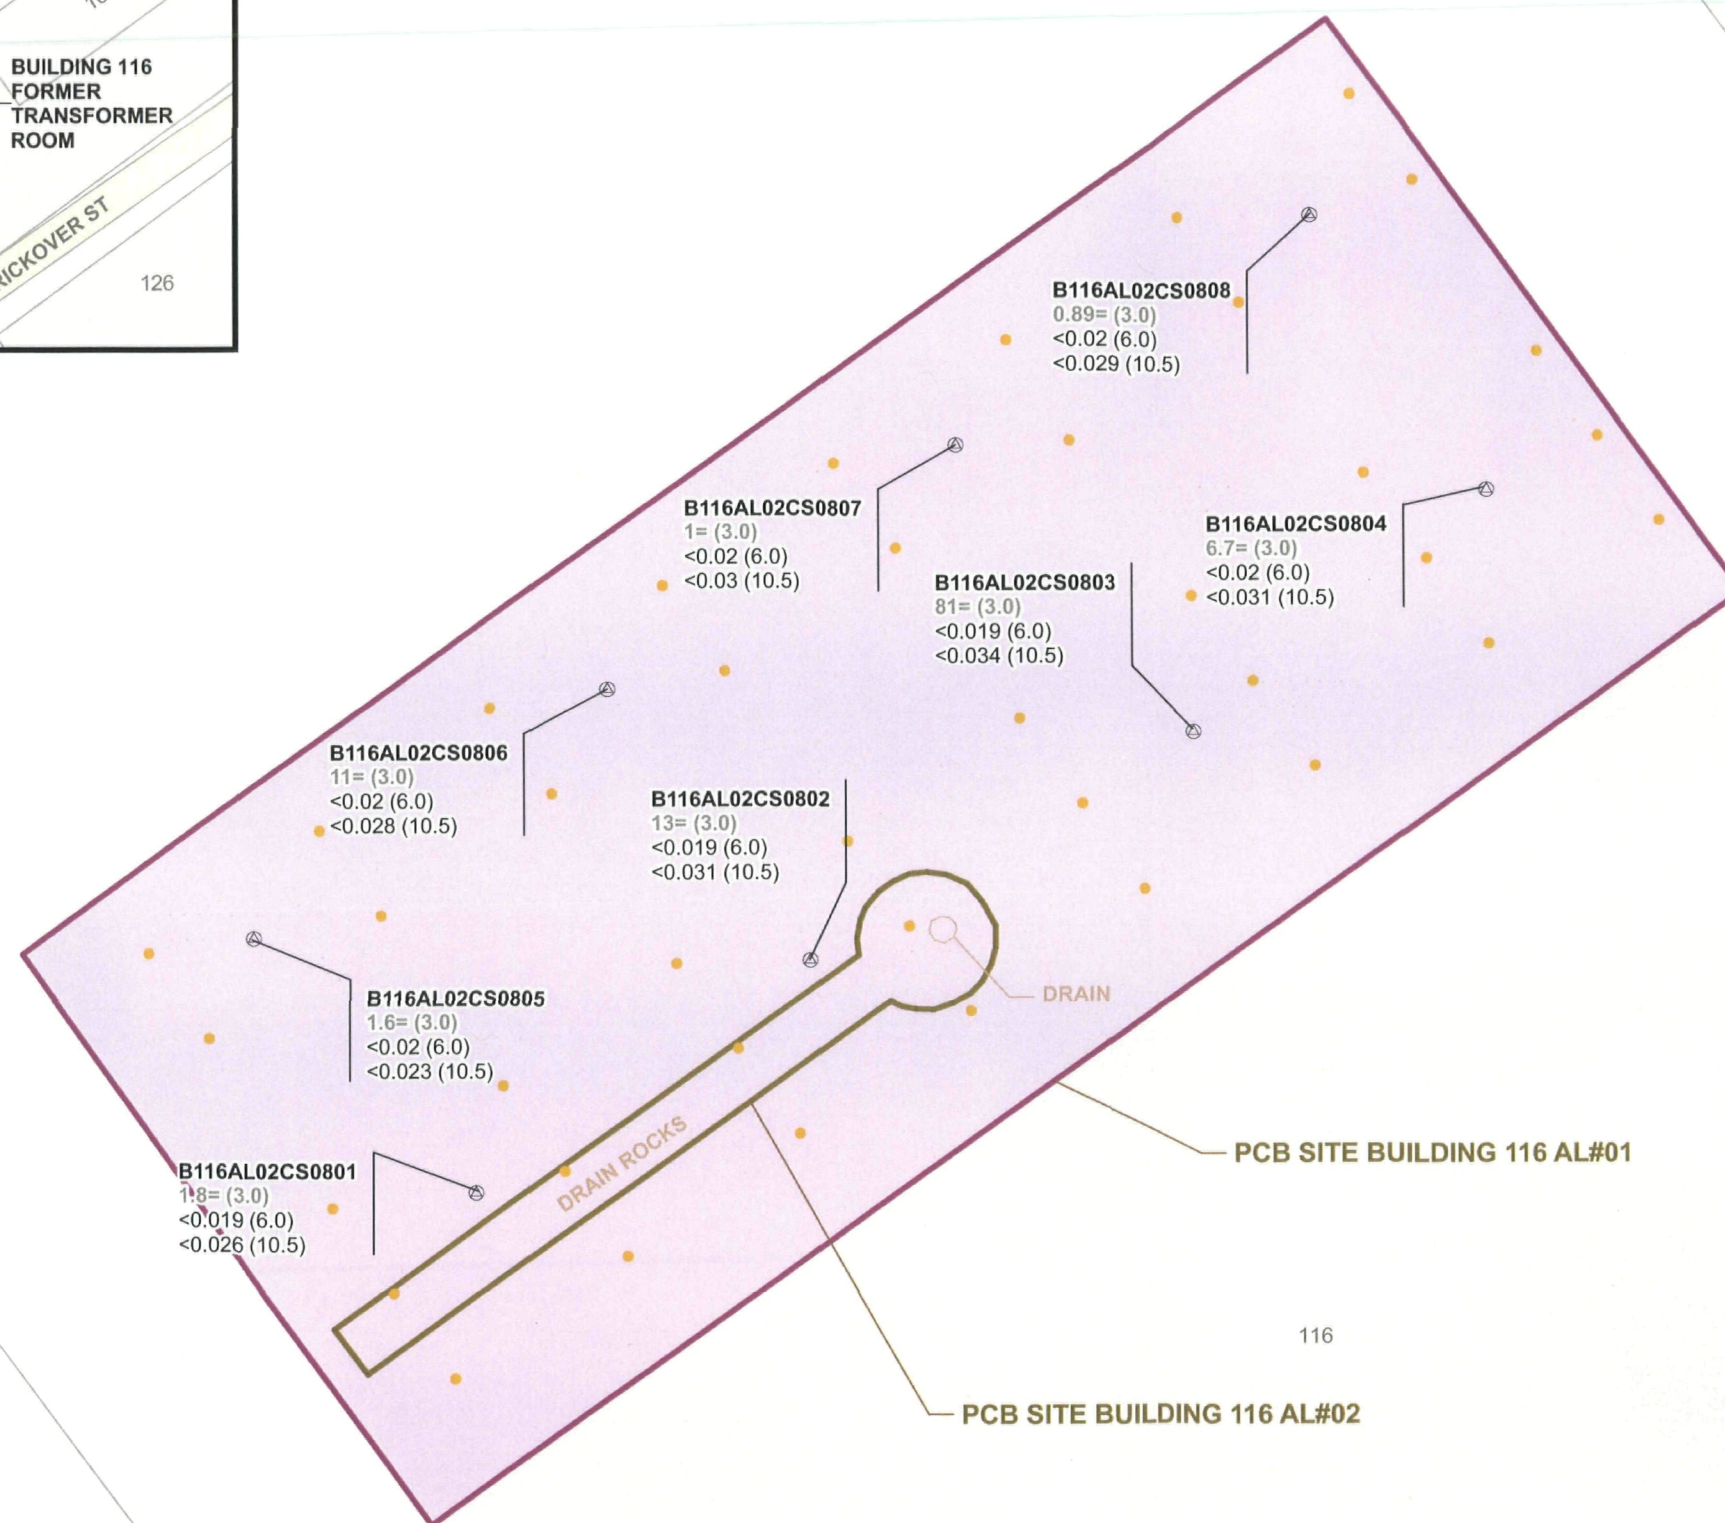 BUILDING 116
FORMER
TRANSFORMER
ROOM
RICKOVER ST
126
B116AL02CS0808
0.89= (3.0)
<0.02 (6.0)
<0.029 (10.5)
B116AL02CS0807
1= (3.0)
<0.02 (6.0)
<0.03 (10.5)
B116AL02CS0804
6.7= (3.0)
<0.02 (6.0)
<0.031 (10.5)
B116AL02CS0803
81= (3.0)
<0.019 (6.0)
<0.034 (10.5)
B116AL02CS0806
11= (3.0)
<0.02 (6.0)
<0.028 (10.5)
B116AL02CS0802
13= (3.0)
<0.019 (6.0)
<0.031 (10.5)
B116AL02CS0805
1.6= (3.0)
<0.02 (6.0)
<0.023 (10.5)
DRAIN
B116AL02CS0801
1.8= (3.0)
<0.019 (6.0)
<0.026 (10.5)
DRAIN ROCKS
PCB SITE BUILDING 116 AL#01
116
PCB SITE BUILDING 116 AL#02